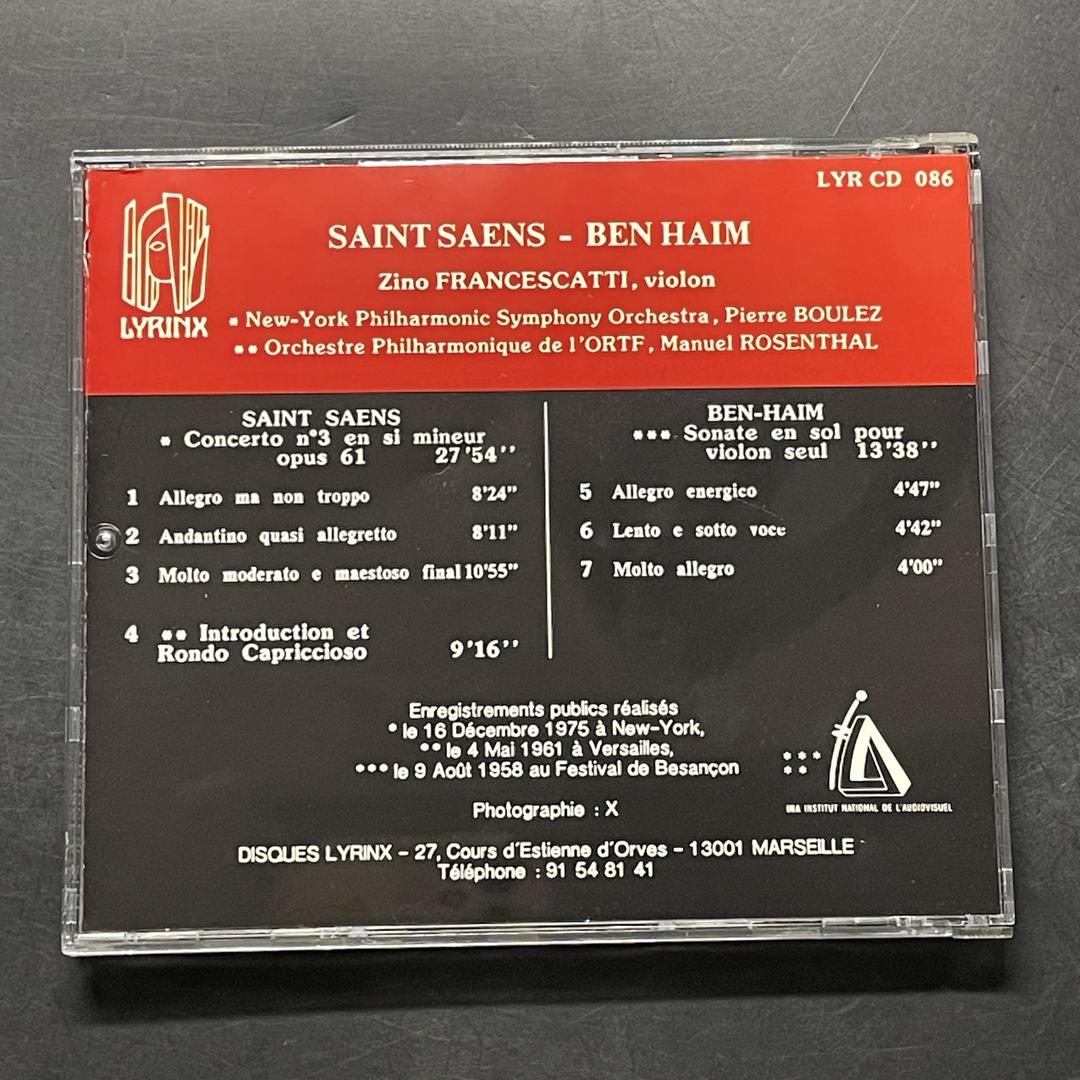 LYR CD 086
SAINT SAENS - BEN HAIM
Zino FRANCESCATTI, violon
LYRINX
* New-York Philharmonic Symphony Orchestra, Pierre BOULEZ
** Orchestre Philharmonique de l'ORTF, Manuel ROSENTHAL
SAINT SAENS
* Concerto n°3 en si mineur
opus 61 27'54''
1 Allegro ma non troppo 8'24"
2 Andantino quasi allegretto 8'11"
3 Molto moderato e maestoso final 10'55"
4 ** Introduction et
Rondo Capriccioso 9'16''
BEN-HAIM
*** Sonate en sol pour
violon seul 13'38''
5 Allegro energico 4'47"
6 Lento e sotto voce 4'42"
7 Molto allegro 4'00"
Enregistrements publics réalisés
* le 16 Décembre 1975 à New-York,
** le 4 Mai 1961 à Versailles,
*** le 9 Août 1958 au Festival de Besançon
***
**
INA INSTITUT NATIONAL DE L'AUDIOVISUEL
Photographie : X
DISQUES LYRINX - 27, Cours d'Estienne d'Orves - 13001 MARSEILLE
Téléphone : 91 54 81 41